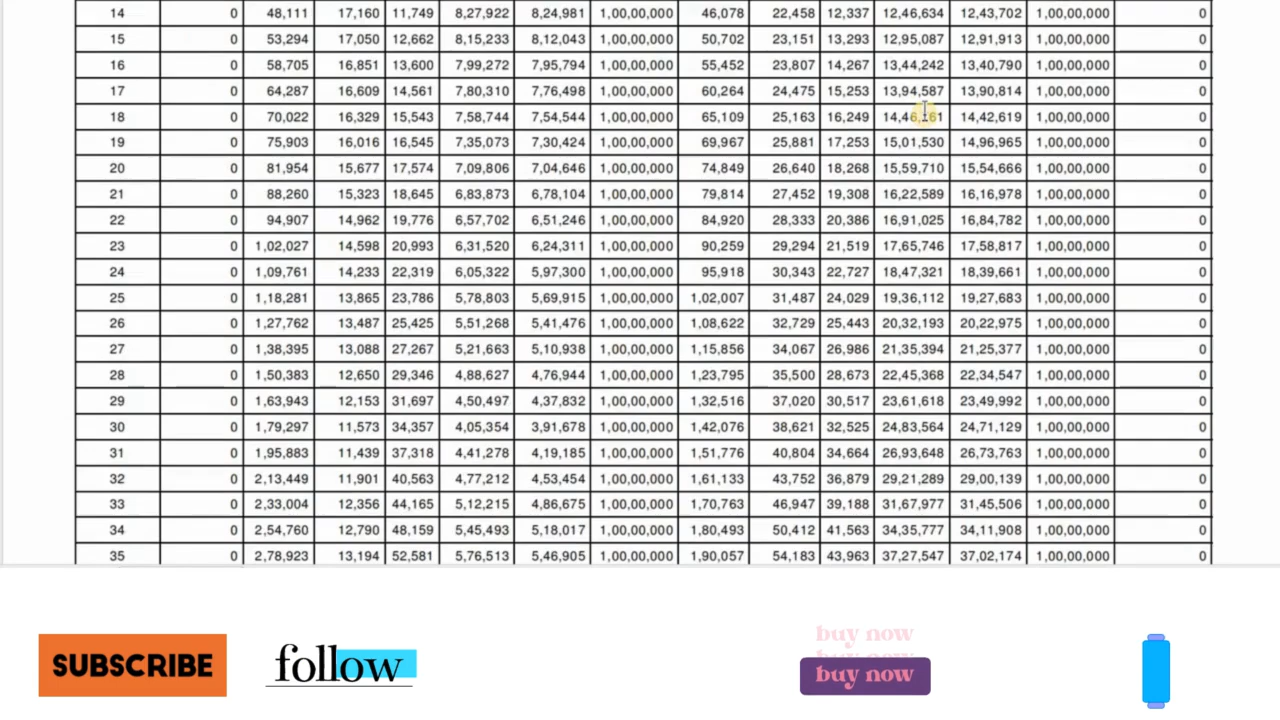 14 0 48,111 17,160 11,749 8,27,922 8,24,981 1,00,00,000 46,078 22,458 12,337 12,46,634 12,43,702 1,00,00,000 0
15 0 53,294 17,050 12,662 8,15,233 8,12,043 1,00,00,000 50,702 23,151 13,293 12,95,087 12,91,913 1,00,00,000 0
16 0 58,705 16,851 13,600 7,99,272 7,95,794 1,00,00,000 55,452 23,807 14,267 13,44,242 13,40,790 1,00,00,000 0
17 0 64,287 16,609 14,561 7,80,310 7,76,498 1,00,00,000 60,264 24,475 15,253 13,94,587 13,90,814 1,00,00,000 0
18 0 70,022 16,329 15,543 7,58,744 7,54,544 1,00,00,000 65,109 25,163 16,249 14,42,619 1,00,00,000 0
19 0 75,903 16,016 16,545 7,35,073 7,30,424 1,00,00,000 69,967 25,881 17,253 15,01,530 14,96,965 1,00,00,000 0
20 0 81,954 15,677 17,574 7,09,806 7,04,646 1,00,00,000 74,849 26,640 18,268 15,59,710 15,54,666 1,00,00,000 0
21 0 88,260 15,323 18,645 6,83,873 6,78,104 1,00,00,000 79,814 27,452 19,308 16,22,589 16,16,978 1,00,00,000 0
22 0 94,907 14,962 19,776 6,57,702 6,51,246 1,00,00,000 84,920 28,333 20,386 16,91,025 16,84,782 1,00,00,000 0
23 0 1,02,027 14,598 20,993 6,31,520 6,24,311 1,00,00,000 90,259 29,294 21,519 17,65,746 17,58,817 1,00,00,000 0
24 0 1,09,761 14,233 22,319 6,05,322 5,97,300 1,00,00,000 95,918 30,343 22,727 18,47,321 18,39,661 1,00,00,000 0
25 0 1,18,281 13,865 23,786 5,78,803 5,69,915 1,00,00,000 1,02,007 31,487 24,029 19,36,112 19,27,683 1,00,00,000 0
26 0 1,27,762 13,487 25,425 5,51,268 5,41,476 1,00,00,000 1,08,622 32,729 25,443 20,32,193 20,22,975 1,00,00,000 0
27 0 1,38,395 13,088 27,267 5,21,663 5,10,938 1,00,00,000 1,15,856 34,067 26,986 21,35,394 21,25,377 1,00,00,000 0
28 0 1,50,383 12,650 29,346 4,88,627 4,76,944 1,00,00,000 1,23,795 35,500 28,673 22,45,368 22,34,547 1,00,00,000 0
29 0 1,63,943 12,153 31,697 4,50,497 4,37,832 1,00,00,000 1,32,516 37,020 30,517 23,61,618 23,49,992 1,00,00,000 0
30 0 1,79,297 11,573 34,357 4,05,354 3,91,678 1,00,00,000 1,42,076 38,621 32,525 24,83,564 24,71,129 1,00,00,000 0
31 0 1,95,883 11,439 37,318 4,41,278 4,19,185 1,00,00,000 1,51,776 40,804 34,664 26,93,648 26,73,763 1,00,00,000 0
32 0 2,13,449 11,901 40,563 4,77,212 4,53,454 1,00,00,000 1,61,133 43,752 36,879 29,21,289 29,00,139 1,00,00,000 0
33 0 2,33,004 12,356 44,165 5,12,215 4,86,675 1,00,00,000 1,70,763 46,947 39,188 31,67,977 31,45,506 1,00,00,000 0
34 0 2,54,760 12,790 48,159 5,45,493 5,18,017 1,00,00,000 1,80,493 50,412 41,563 34,35,777 34,11,908 1,00,00,000 0
35 0 2,78,923 13,194 52,581 5,76,513 5,46,905 1,00,00,000 1,90,057 54,183 43,963 37,27,547 37,02,174 1,00,00,000 0
SUBSCRIBE
follow
buy now
buy now